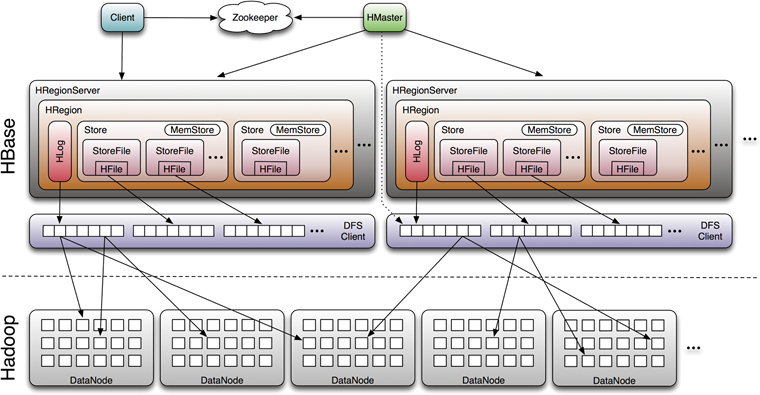 Client
Zookeeper
HMaster
HBase
HRegionServer
HRegionServer
HRegion
HRegion
HLog
Store
MemStore
Store
MemStore
StoreFile
StoreFile
StoreFile
...
...
...
HFile
HFile
HFile
HLog
Store
MemStore
Store
MemStore
StoreFile
StoreFile
StoreFile
...
...
...
...
HFile
HFile
HFile
...
DFS
Client
...
DFS
Client
Hadoop
...
DataNode
DataNode
DataNode
DataNode
DataNode